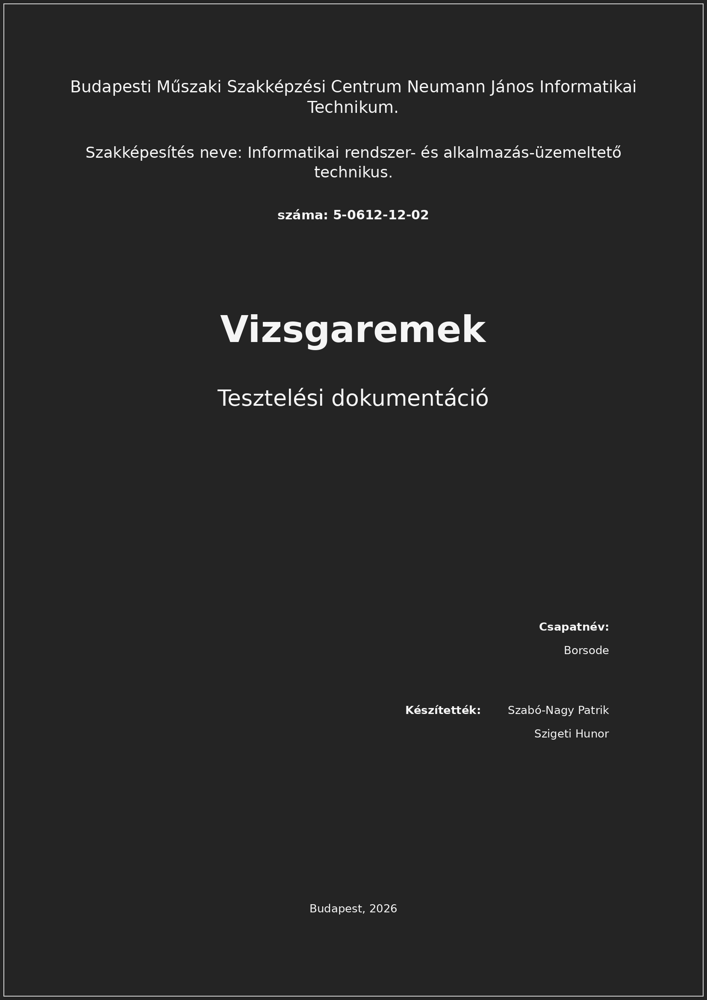 Budapesti Műszaki Szakképzési Centrum Neumann János Informatikai
Technikum.
Szakképesítés neve: Informatikai rendszer- és alkalmazás-üzemeltető
technikus.
száma: 5-0612-12-02
Vizsgaremek
Tesztelési dokumentáció
Csapatnév:
Borsode
Készítették: Szabó-Nagy Patrik
Szigeti Hunor
Budapest, 2026